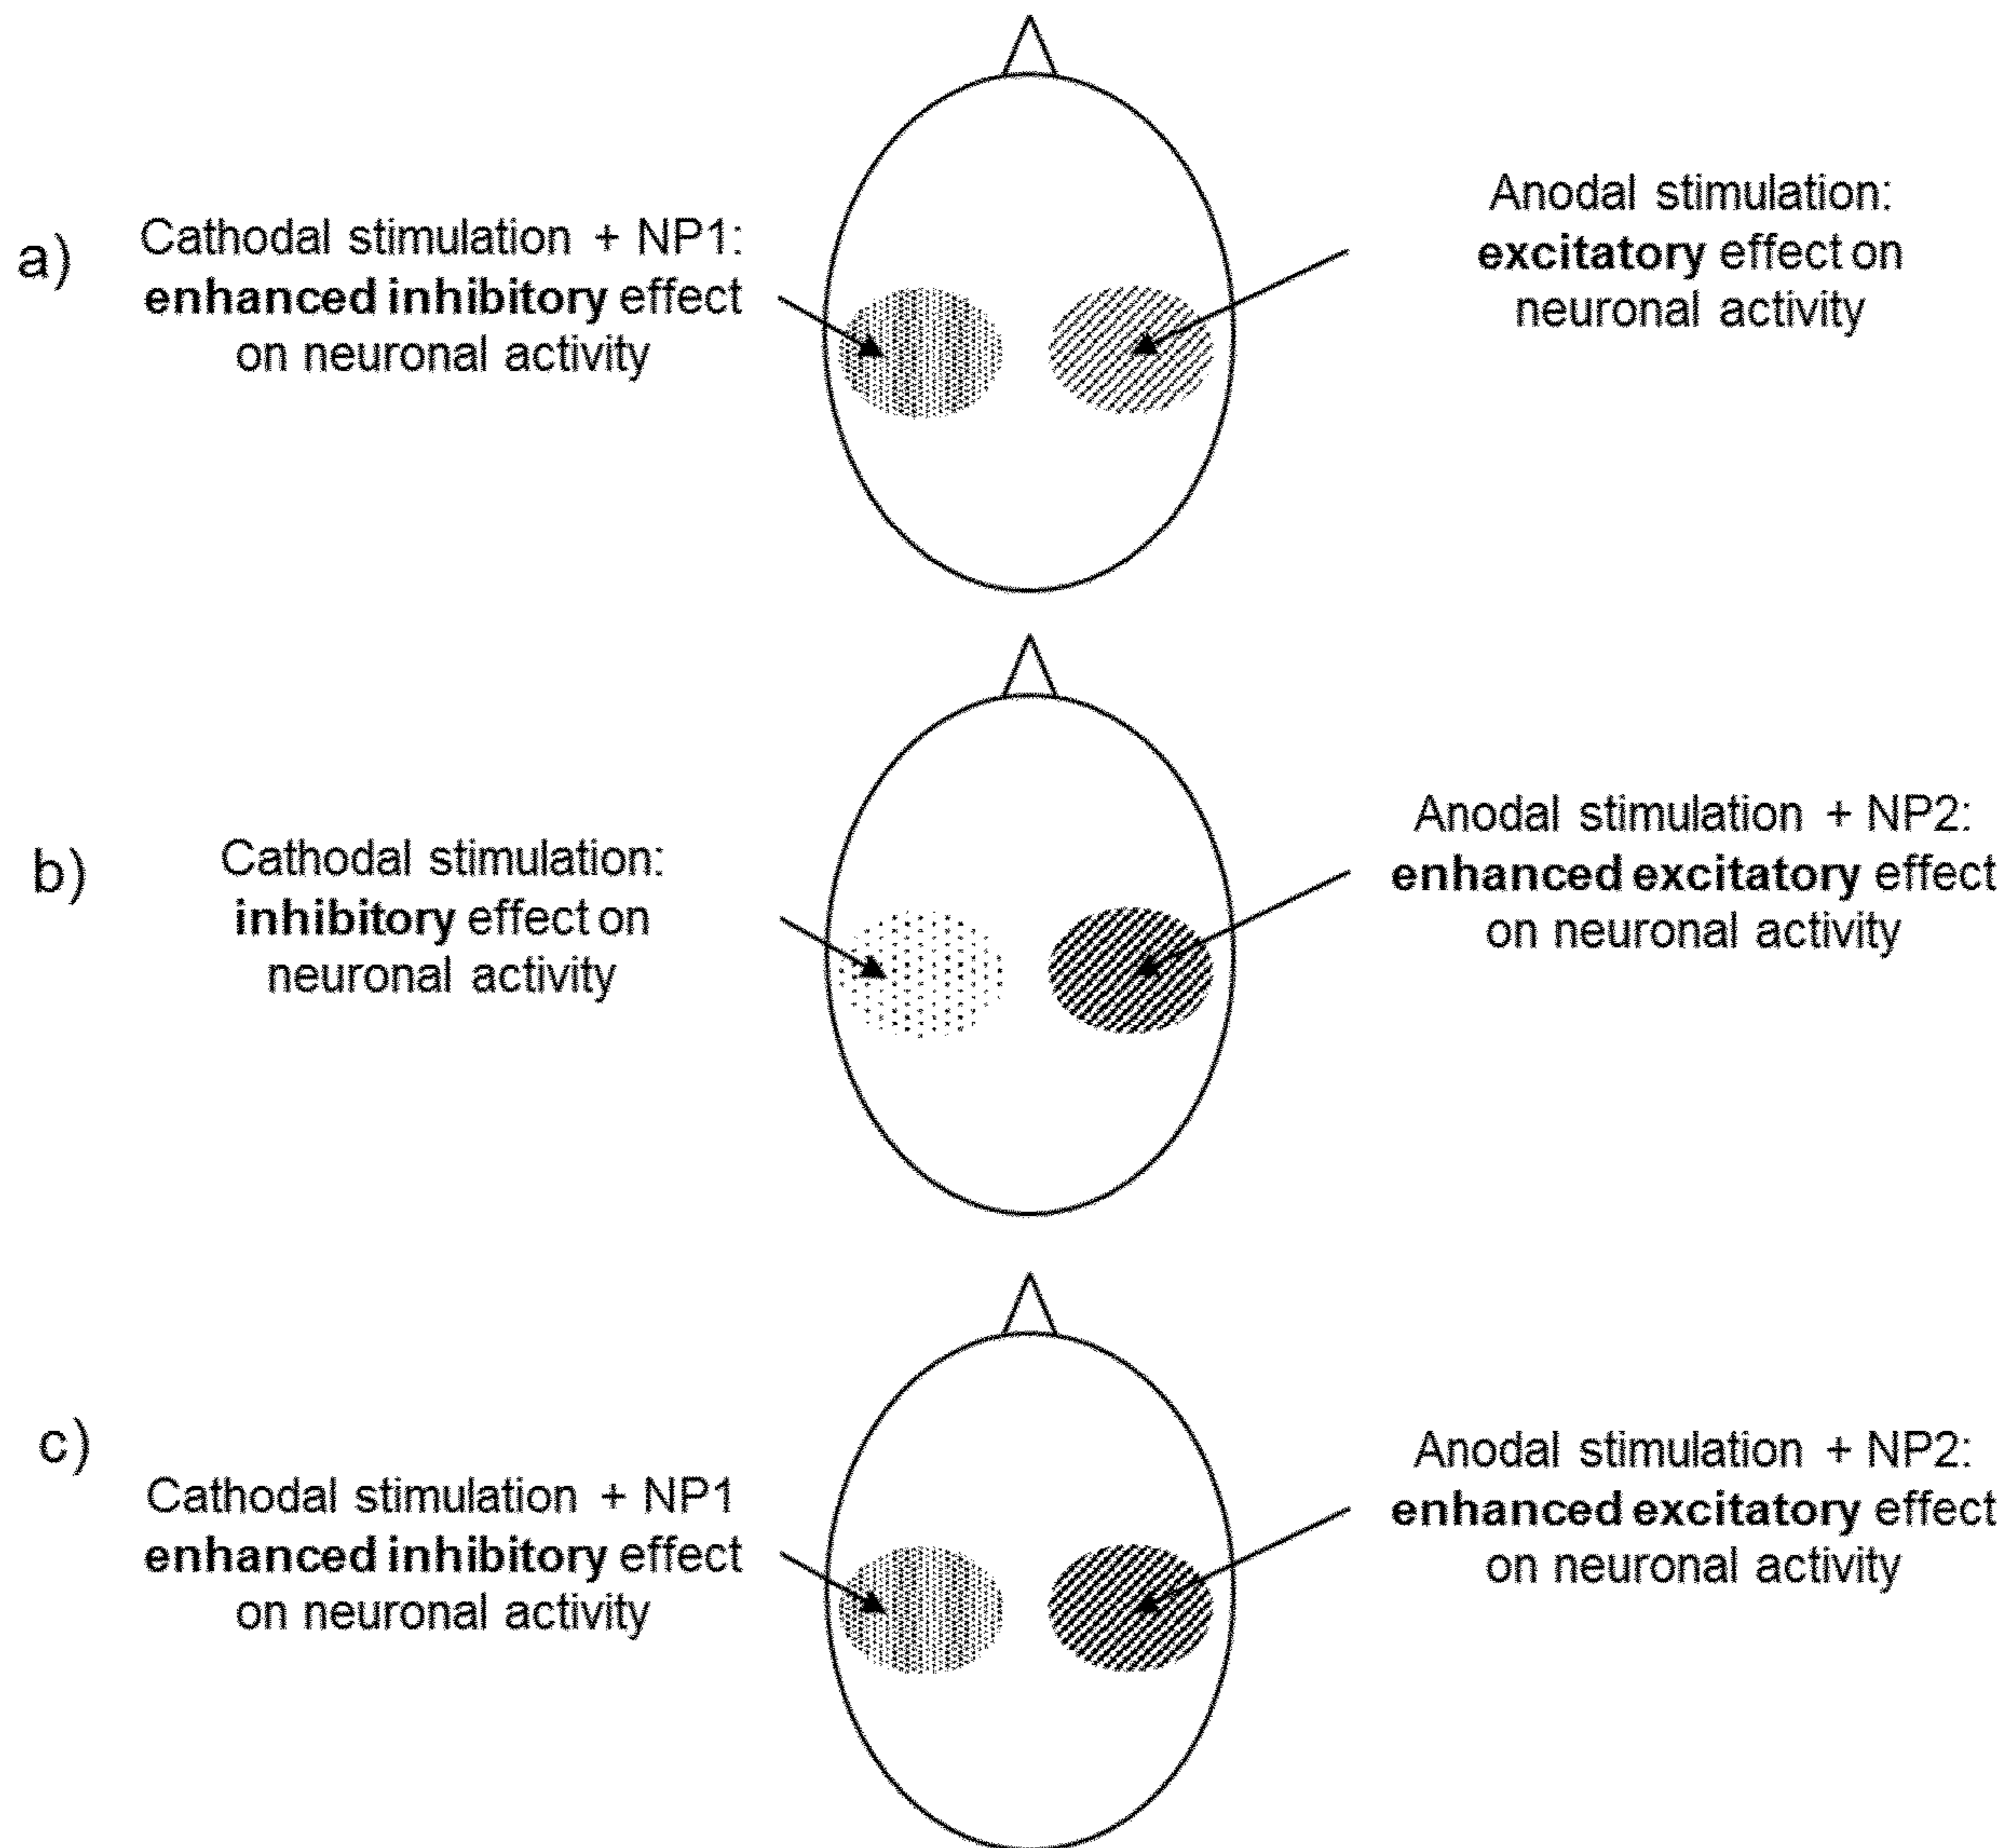 a)
Cathodal stimulation + NP1:
enhanced inhibitory effect
on neuronal activity
Anodal stimulation:
excitatory effect on
neuronal activity
b)
Cathodal stimulation:
inhibitory effect on
neuronal activity
Anodal stimulation + NP2:
enhanced excitatory effect
on neuronal activity
c)
Cathodal stimulation + NP1
enhanced inhibitory effect
on neuronal activity
Anodal stimulation + NP2:
enhanced excitatory effect
on neuronal activity